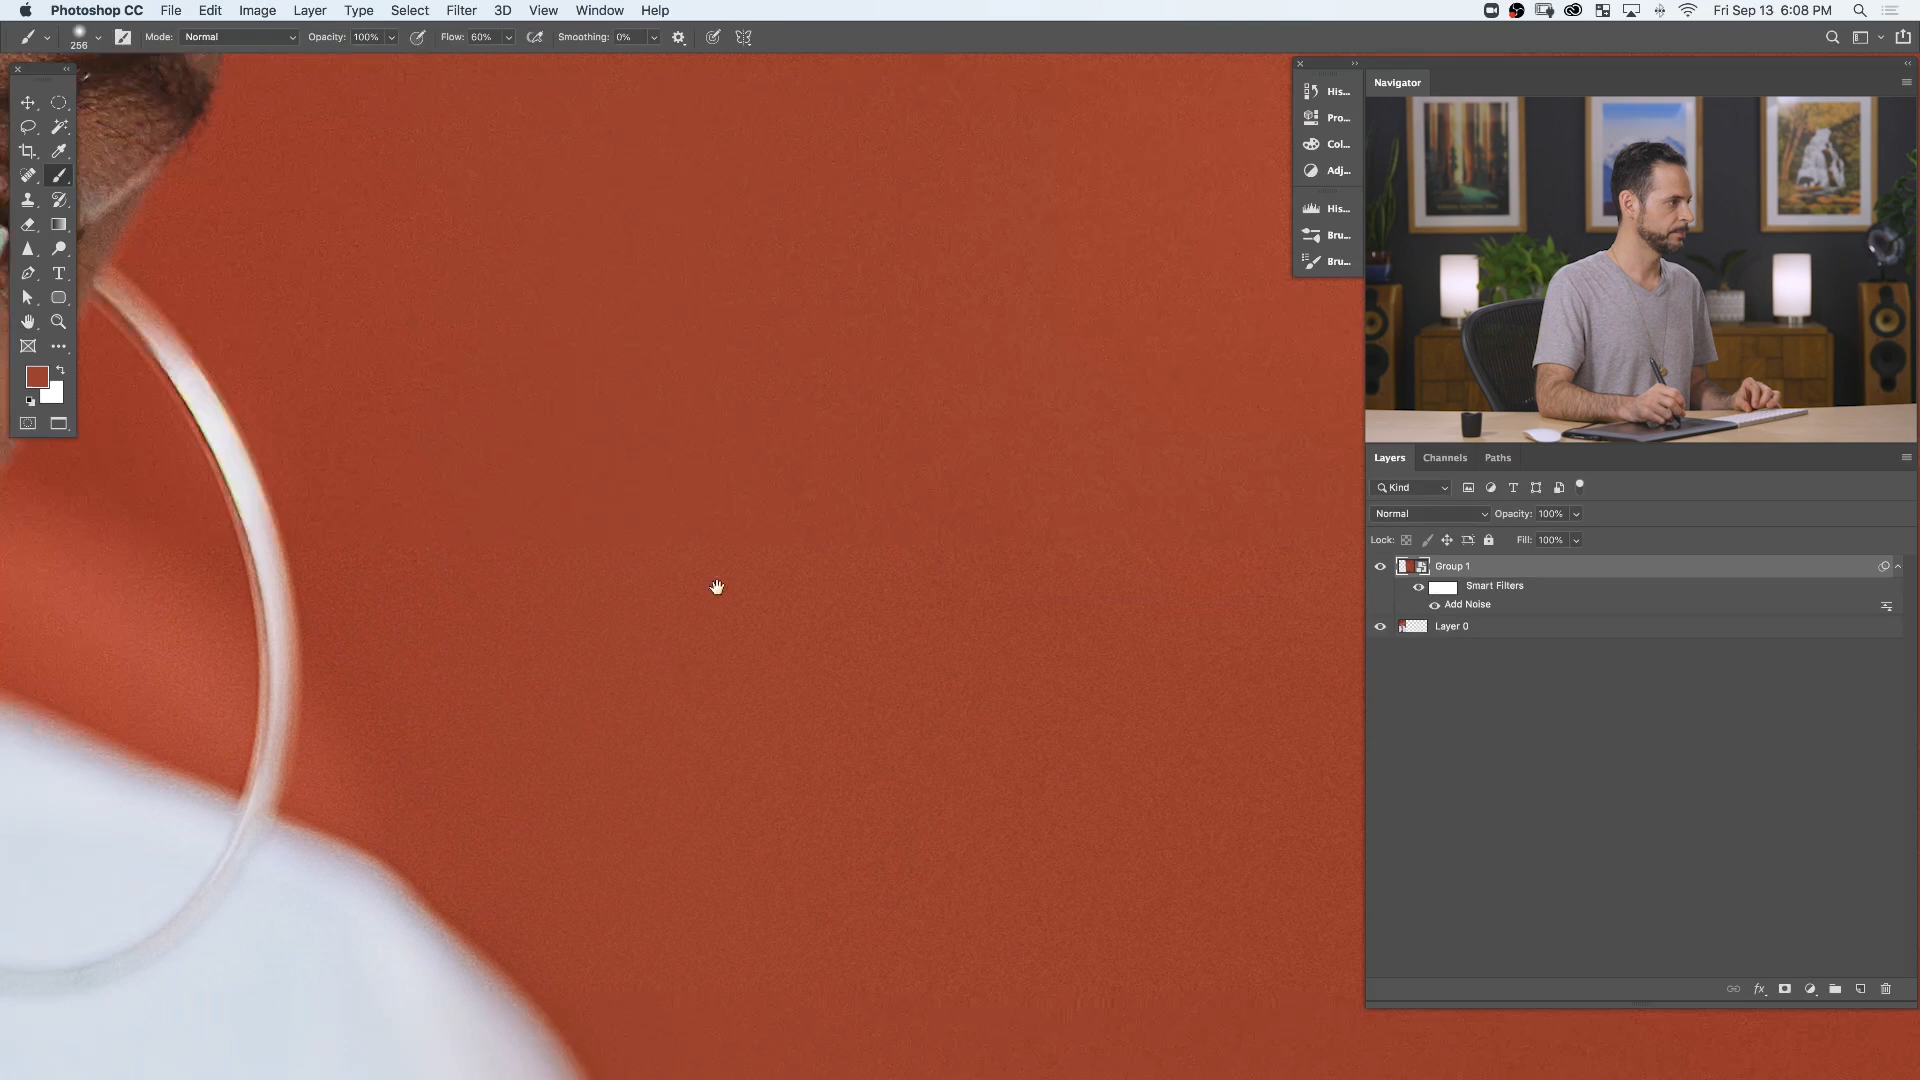 Photoshop CC File Edit Image Layer Type Select Filter 3D View Window Help Fri Sep 13 6:08 PM
256 Mode: Normal Opacity: 100% Flow: 60% Smoothing: 0%
His...
Pro...
Col...
Adj...
His...
Bru...
Bru...
Navigator
Layers Channels Paths
Kind
Normal Opacity: 100%
Lock: Fill: 100%
Group 1
Smart Filters
Add Noise
Layer 0
fx